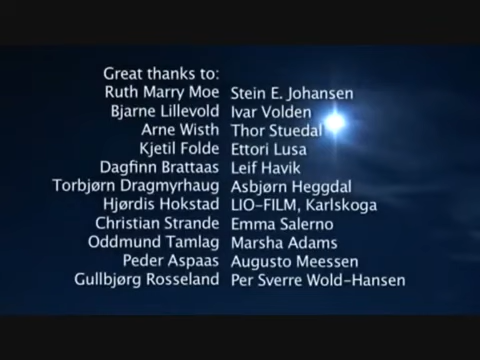 Great thanks to:
Ruth Marry Moe Stein E. Johansen
Bjarne Lillevold Ivar Volden
Arne Wisth Thor Stuedal
Kjetil Folde Ettori Lusa
Dagfinn Brattaas Leif Havik
Torbjørn Dragmyrhaug Asbjørn Heggdal
Hjørdis Hokstad LIO-FILM, Karlskoga
Christian Strande Emma Salerno
Oddmund Tamlag Marsha Adams
Peder Aspaas Augusto Meessen
Gullbjørg Rosseland Per Sverre Wold-Hansen